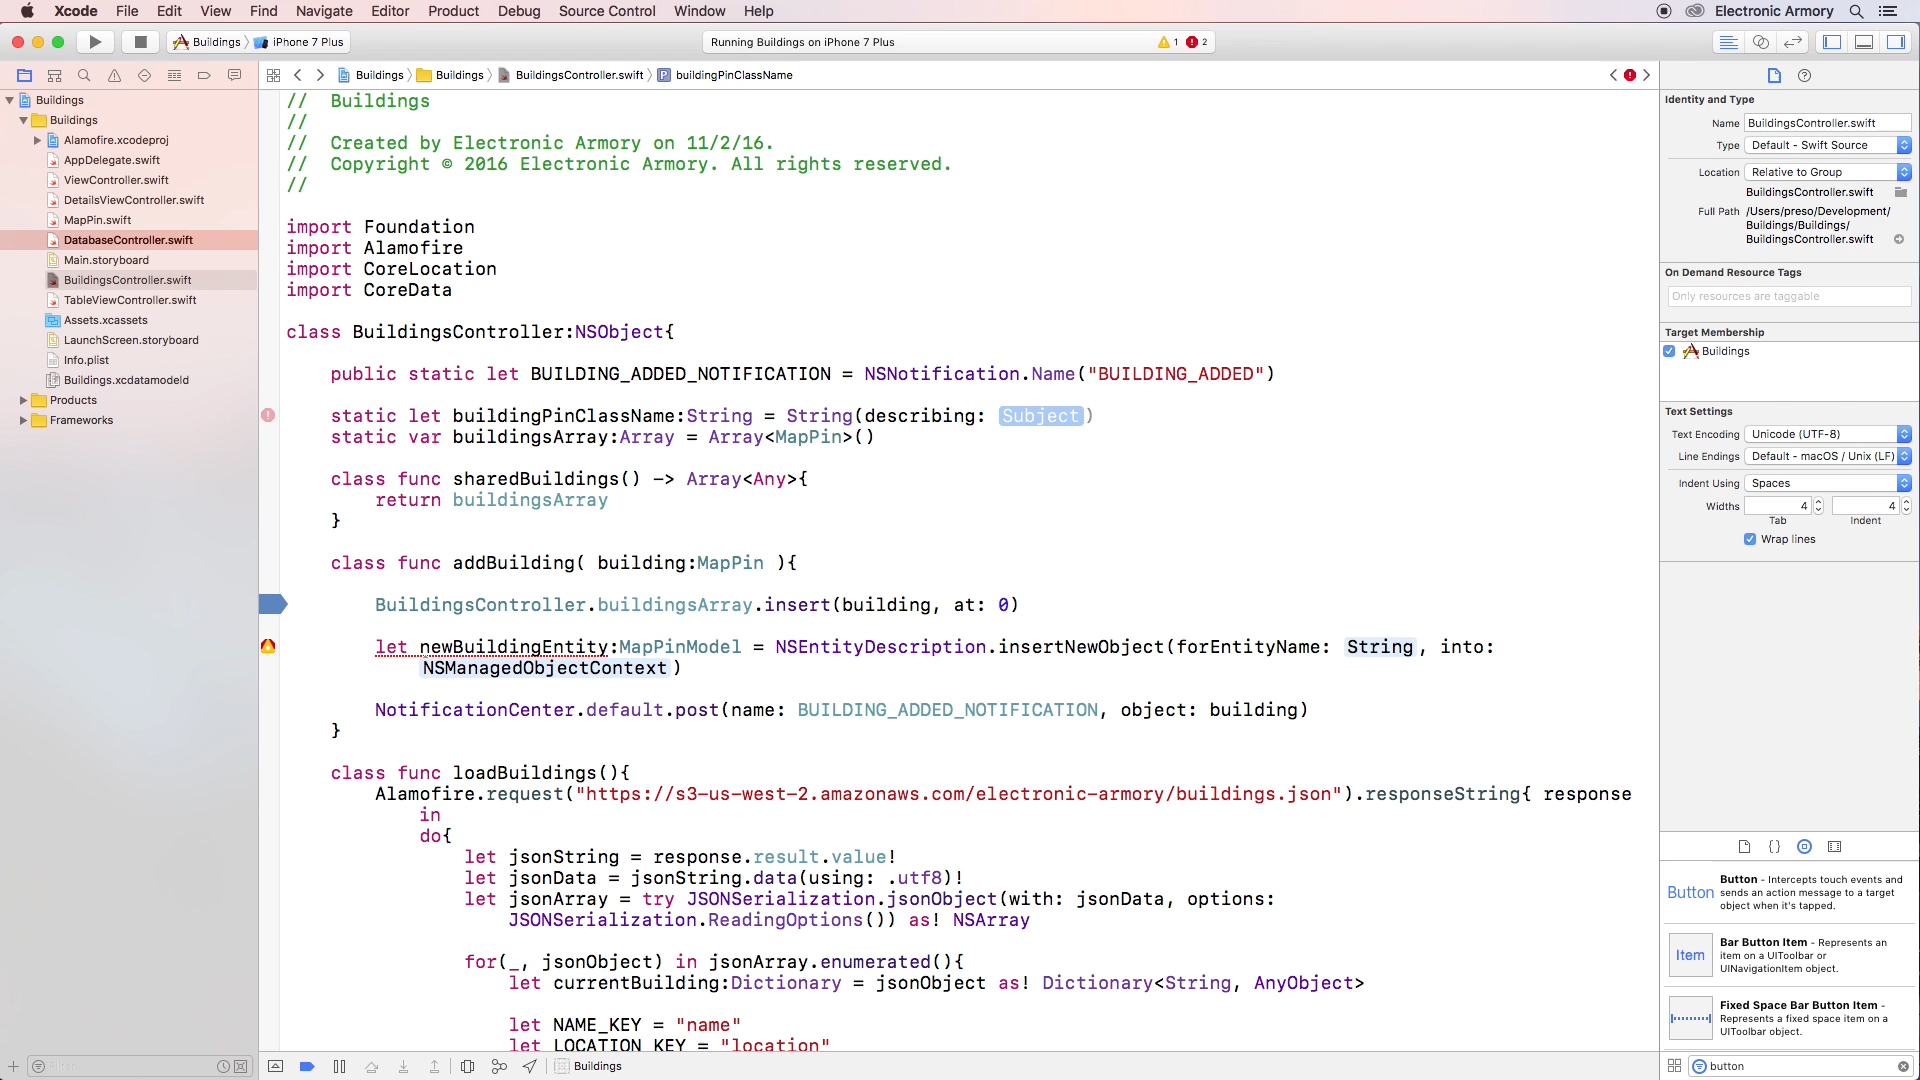 Xcode File Edit View Find Navigate Editor Product Debug Source Control Window Help Electronic Armory
Buildings iPhone 7 Plus Running Buildings on iPhone 7 Plus 1 2
Buildings Buildings BuildingsController.swift P buildingPinClassName
Buildings
Buildings
Alamofire.xcodeproj
AppDelegate.swift
ViewController.swift
DetailsViewController.swift
MapPin.swift
DatabaseController.swift
Main.storyboard
BuildingsController.swift
TableViewController.swift
Assets.xcassets
LaunchScreen.storyboard
Info.plist
Buildings.xcdatamodeld
Products
Frameworks
// Buildings
//
// Created by Electronic Armory on 11/2/16.
// Copyright © 2016 Electronic Armory. All rights reserved.
//
import Foundation
import Alamofire
import CoreLocation
import CoreData
class BuildingsController:NSObject{
public static let BUILDING_ADDED_NOTIFICATION = NSNotification.Name("BUILDING_ADDED")
static let buildingPinClassName:String = String(describing: Subject)
static var buildingsArray:Array = Array<MapPin>()
class func sharedBuildings() -> Array<Any>{
return buildingsArray
}
class func addBuilding( building:MapPin ){
BuildingsController.buildingsArray.insert(building, at: 0)
let newBuildingEntity:MapPinModel = NSEntityDescription.insertNewObject(forEntityName: String, into:
NSManagedObjectContext)
NotificationCenter.default.post(name: BUILDING_ADDED_NOTIFICATION, object: building)
}
class func loadBuildings(){
Alamofire.request("https://s3-us-west-2.amazonaws.com/electronic-armory/buildings.json").responseString{ response
in
do{
let jsonString = response.result.value!
let jsonData = jsonString.data(using: .utf8)!
let jsonArray = try JSONSerialization.jsonObject(with: jsonData, options:
JSONSerialization.ReadingOptions()) as! NSArray
for(_, jsonObject) in jsonArray.enumerated(){
let currentBuilding:Dictionary = jsonObject as! Dictionary<String, AnyObject>
let NAME_KEY = "name"
let LOCATION_KEY = "location"
Buildings
Identity and Type
Name BuildingsController.swift
Type Default - Swift Source
Location Relative to Group
BuildingsController.swift
Full Path /Users/preso/Development/
Buildings/Buildings/
BuildingsController.swift
On Demand Resource Tags
Only resources are taggable
Target Membership
Buildings
Text Settings
Text Encoding Unicode (UTF-8)
Line Endings Default - macOS / Unix (LF)
Indent Using Spaces
Widths 4 4
Tab Indent
Wrap lines
{}
Button Button - Intercepts touch events and
sends an action message to a target
object when it's tapped.
Item Bar Button Item - Represents an
item on a UIToolbar or
UINavigationItem object.
Fixed Space Bar Button Item -
Represents a fixed space item on a
UIToolbar object.
button